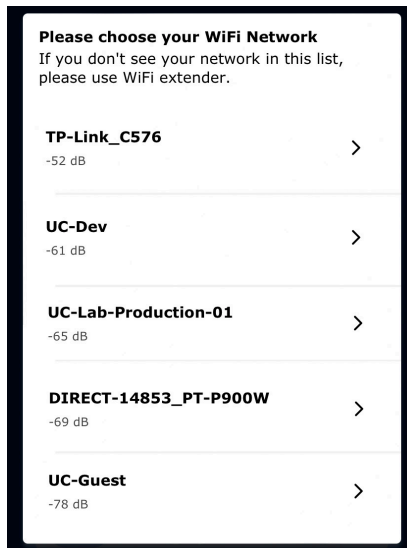 Please choose your WiFi Network
If you don't see your network in this list,
please use WiFi extender.
TP-Link_C576
-52 dB
UC-Dev
-61 dB
UC-Lab-Production-01
-65 dB
DIRECT-14853_PT-P900W
-69 dB
UC-Guest
-78 dB